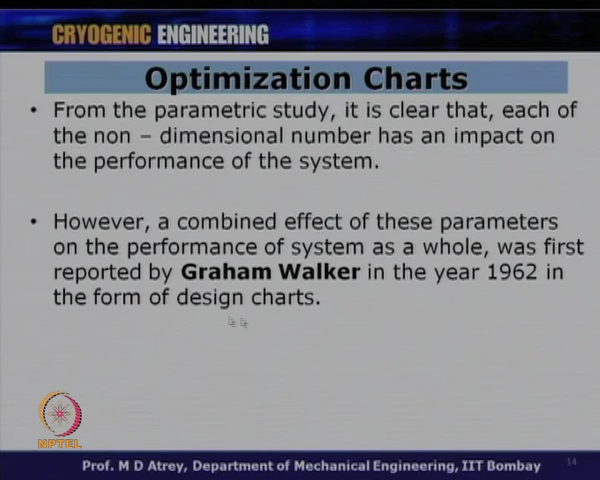 CRYOGENIC ENGINEERING
Optimization Charts
• From the parametric study, it is clear that, each of
the non – dimensional number has an impact on
the performance of the system.
• However, a combined effect of these parameters
on the performance of system as a whole, was first
reported by Graham Walker in the year 1962 in
the form of design charts.
NPTEL
Prof. M D Atrey, Department of Mechanical Engineering, IIT Bombay
14